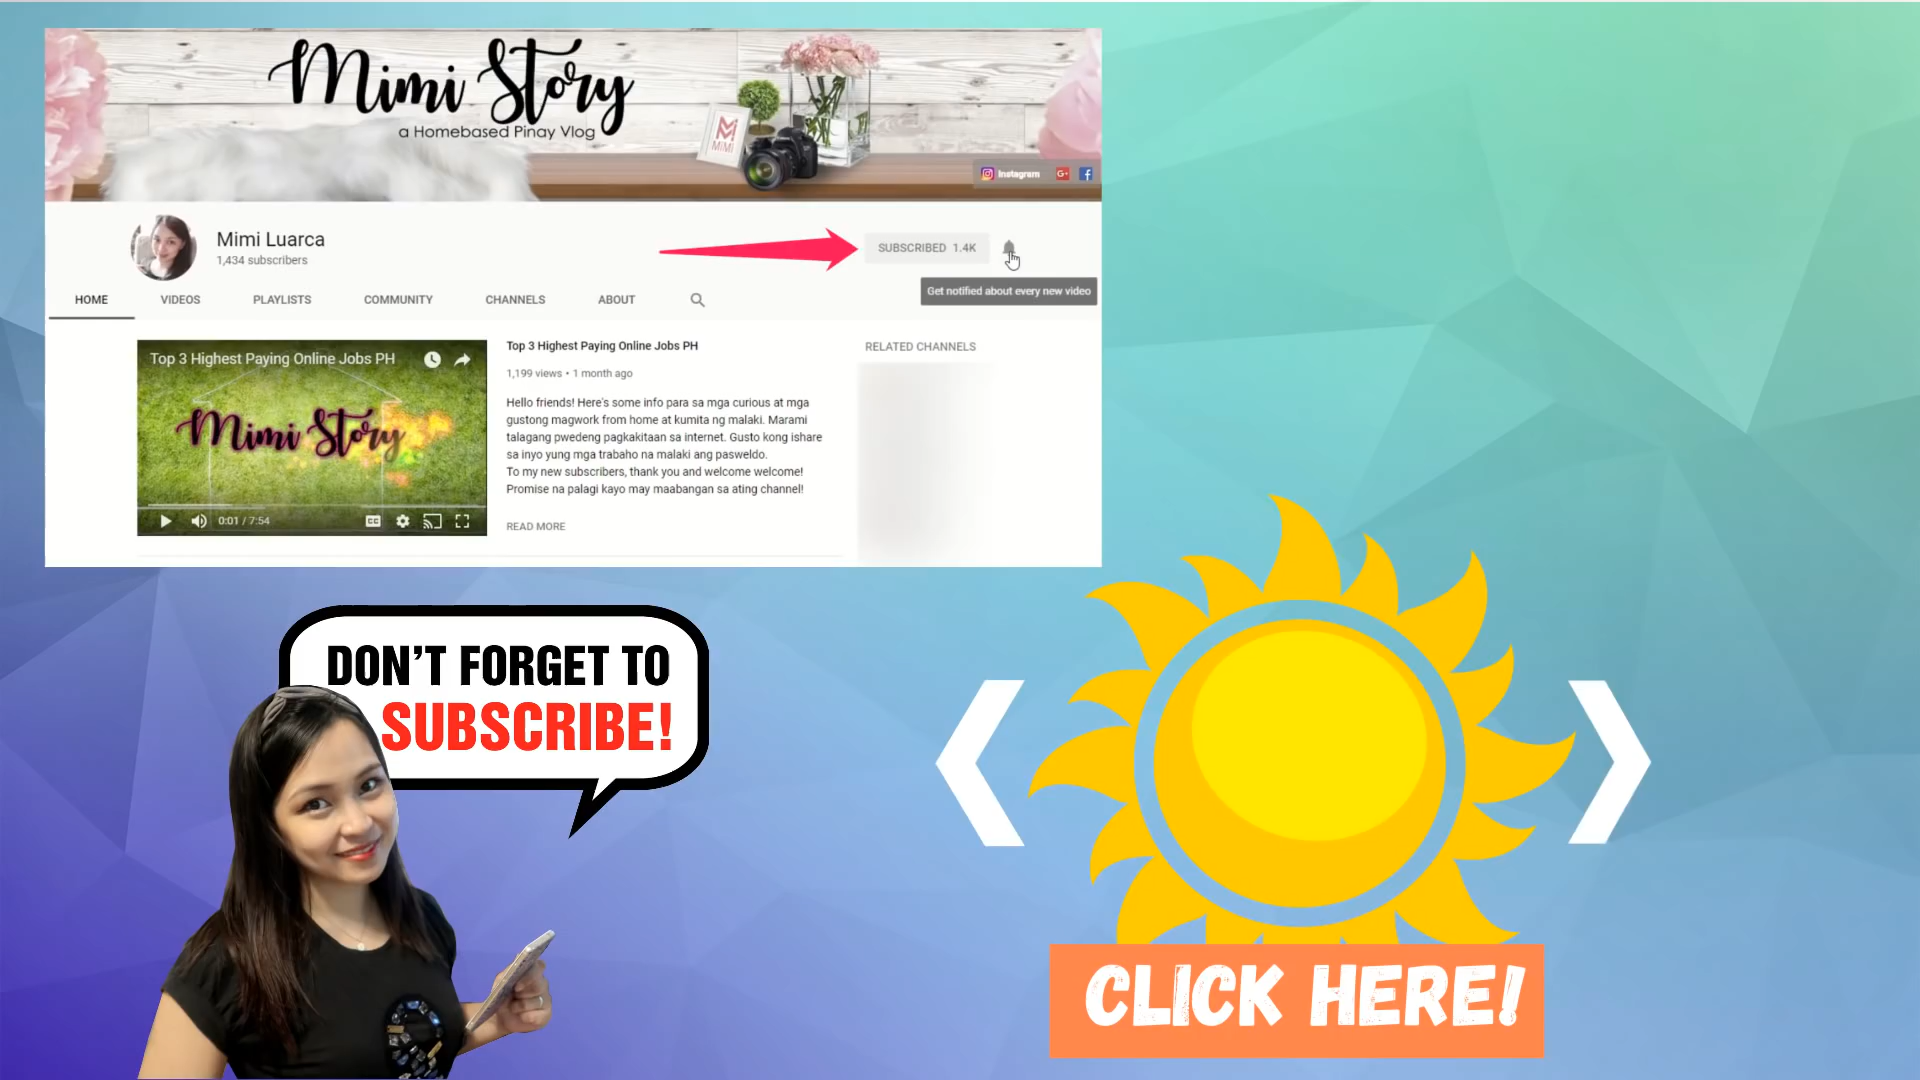 Mimi Story
a Homebased Pinay Vlog
MiMi
Instagram
G+
Mimi Luarca
1,434 subscribers
SUBSCRIBED 1.4K
Get notified about every new video
HOME VIDEOS PLAYLISTS COMMUNITY CHANNELS ABOUT
Top 3 Highest Paying Online Jobs PH
Mimi Story
0:01 / 7:54
CC
Top 3 Highest Paying Online Jobs PH
1,199 views • 1 month ago
Hello friends! Here's some info para sa mga curious at mga
gustong magwork from home at kumita ng malaki. Marami
talagang pwedeng pagkakitaan sa internet. Gusto kong ishare
sa inyo yung mga trabaho na malaki ang pasweldo.
To my new subscribers, thank you and welcome welcome!
Promise na palagi kayo may maabangan sa ating channel!
READ MORE
RELATED CHANNELS
DON'T FORGET TO
SUBSCRIBE!
CLICK HERE!